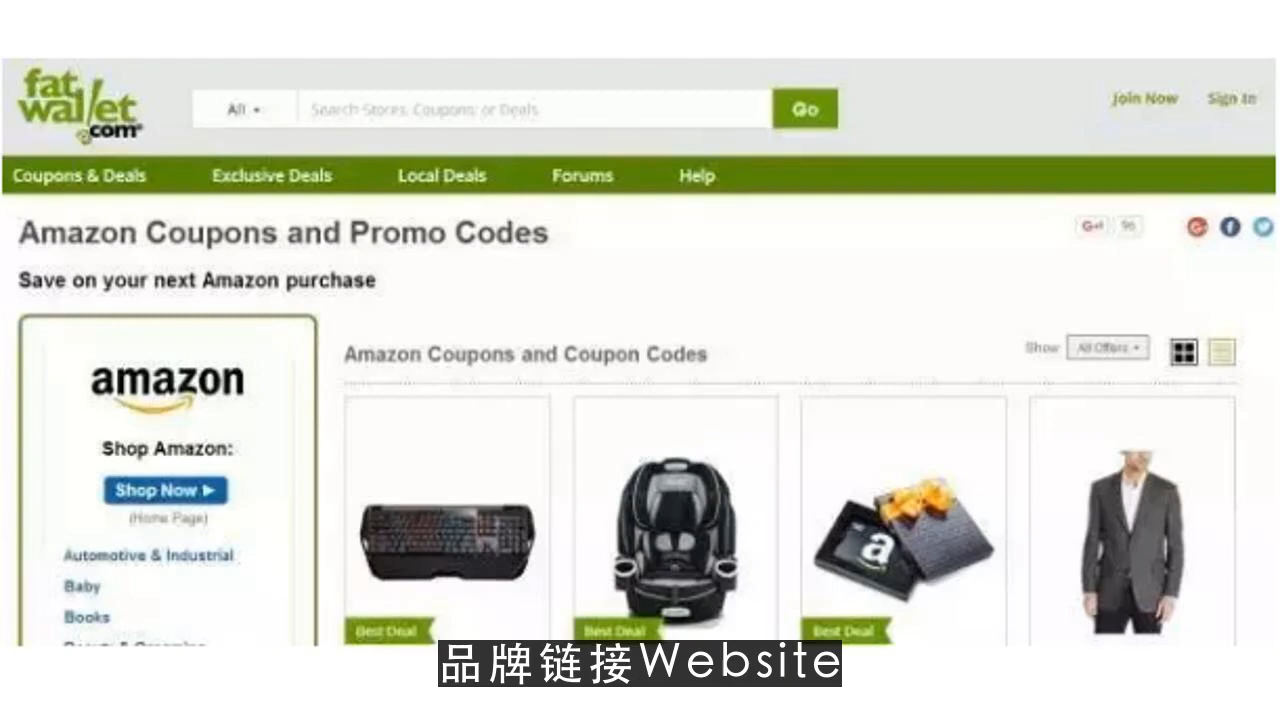 fat
wallet
.com
All
Search Stores, Coupons, or Deals
Go
Join Now
Sign In
Coupons & Deals
Exclusive Deals
Local Deals
Forums
Help
Amazon Coupons and Promo Codes
G+1
96
Save on your next Amazon purchase
amazon
Shop Amazon:
Shop Now
(Home Page)
Automotive & Industrial
Baby
Books
Amazon Coupons and Coupon Codes
Show
All Offers
a
Best Deal
Best Deal
Best Deal
品牌链接Website